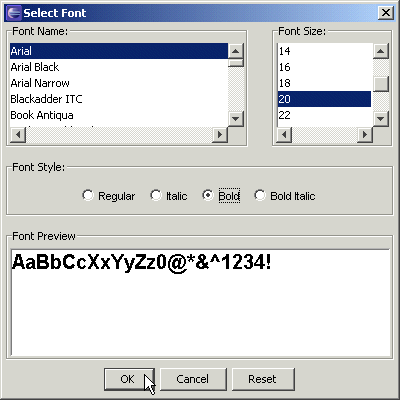 Select Font
Font Name:
Arial
Arial Black
Arial Narrow
Blackadder ITC
Book Antiqua
Font Size:
14
16
18
20
22
Font Style:
Regular Italic Bold Bold Italic
Font Preview
AaBbCcXxYyZz0@*&^1234!
OK Cancel Reset